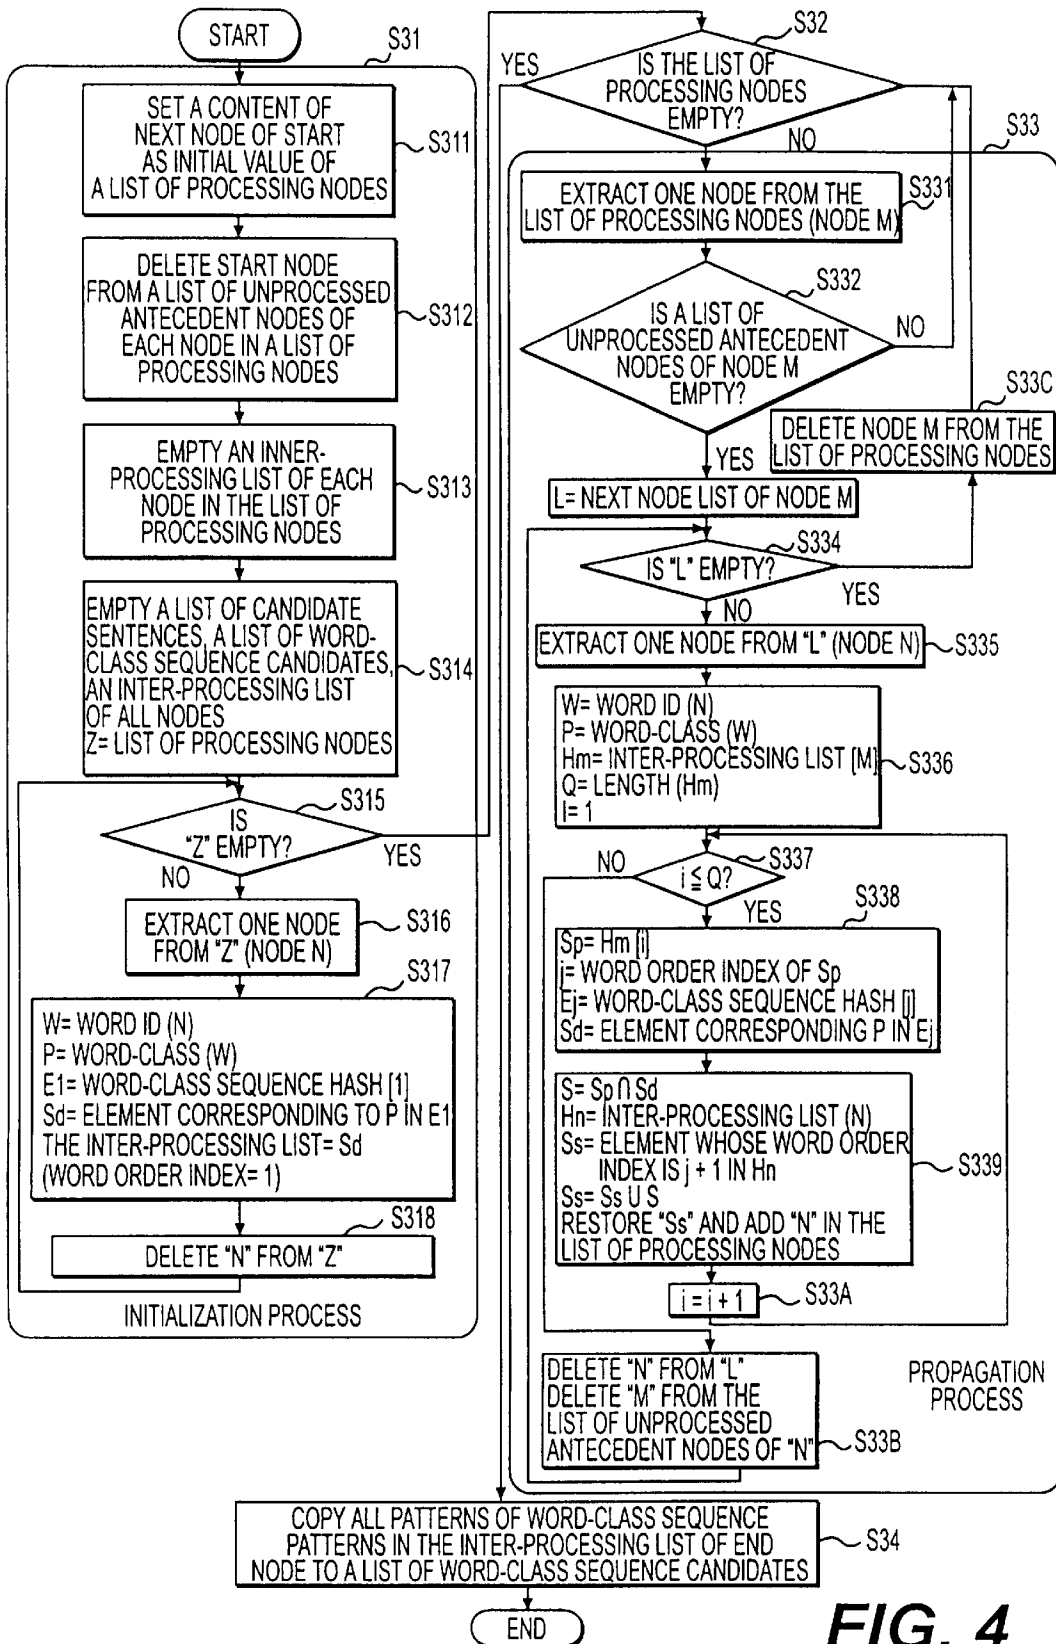 START
S31
SET A CONTENT OF
NEXT NODE OF START
AS INITIAL VALUE OF
A LIST OF PROCESSING NODES
S311
DELETE START NODE
FROM A LIST OF UNPROCESSED
ANTECEDENT NODES OF
EACH NODE IN A LIST OF
PROCESSING NODES
S312
EMPTY AN INNER-
PROCESSING LIST OF EACH
NODE IN THE LIST OF
PROCESSING NODES
S313
EMPTY A LIST OF CANDIDATE
SENTENCES, A LIST OF WORD-
CLASS SEQUENCE CANDIDATES,
AN INTER-PROCESSING LIST
OF ALL NODES
Z= LIST OF PROCESSING NODES
S314
S315
IS
"Z" EMPTY?
YES
NO
EXTRACT ONE NODE
FROM "Z" (NODE N)
S316
S317
W= WORD ID (N)
P= WORD-CLASS (W)
E1= WORD-CLASS SEQUENCE HASH [1]
Sd= ELEMENT CORRESPONDING TO P IN E1
THE INTER-PROCESSING LIST= Sd
(WORD ORDER INDEX= 1)
S318
DELETE "N" FROM "Z"
INITIALIZATION PROCESS
S32
YES
IS THE LIST OF
PROCESSING NODES
EMPTY?
NO
S33
EXTRACT ONE NODE FROM THE
LIST OF PROCESSING NODES (NODE M)
S331
S332
IS A LIST OF
UNPROCESSED ANTECEDENT
NODES OF NODE M
EMPTY?
NO
YES
S33C
DELETE NODE M FROM THE
LIST OF PROCESSING NODES
L= NEXT NODE LIST OF NODE M
S334
IS "L" EMPTY?
YES
NO
EXTRACT ONE NODE FROM "L" (NODE N)
S335
W= WORD ID (N)
P= WORD-CLASS (W)
Hm= INTER-PROCESSING LIST [M]
Q= LENGTH (Hm)
I= 1
S336
NO
S337
i ≦ Q?
YES
S338
Sp= Hm [i]
j= WORD ORDER INDEX OF Sp
Ej= WORD-CLASS SEQUENCE HASH [j]
Sd= ELEMENT CORRESPONDING P IN Ej
S= Sp ∩ Sd
Hn= INTER-PROCESSING LIST (N)
Ss= ELEMENT WHOSE WORD ORDER
INDEX IS j + 1 IN Hn
Ss= Ss U S
RESTORE "Ss" AND ADD "N" IN THE
LIST OF PROCESSING NODES
S339
i = i + 1
S33A
DELETE "N" FROM "L"
DELETE "M" FROM THE
LIST OF UNPROCESSED
ANTECEDENT NODES OF "N"
S33B
PROPAGATION
PROCESS
COPY ALL PATTERNS OF WORD-CLASS SEQUENCE
PATTERNS IN THE INTER-PROCESSING LIST OF END
NODE TO A LIST OF WORD-CLASS SEQUENCE CANDIDATES
S34
END
FIG. 4